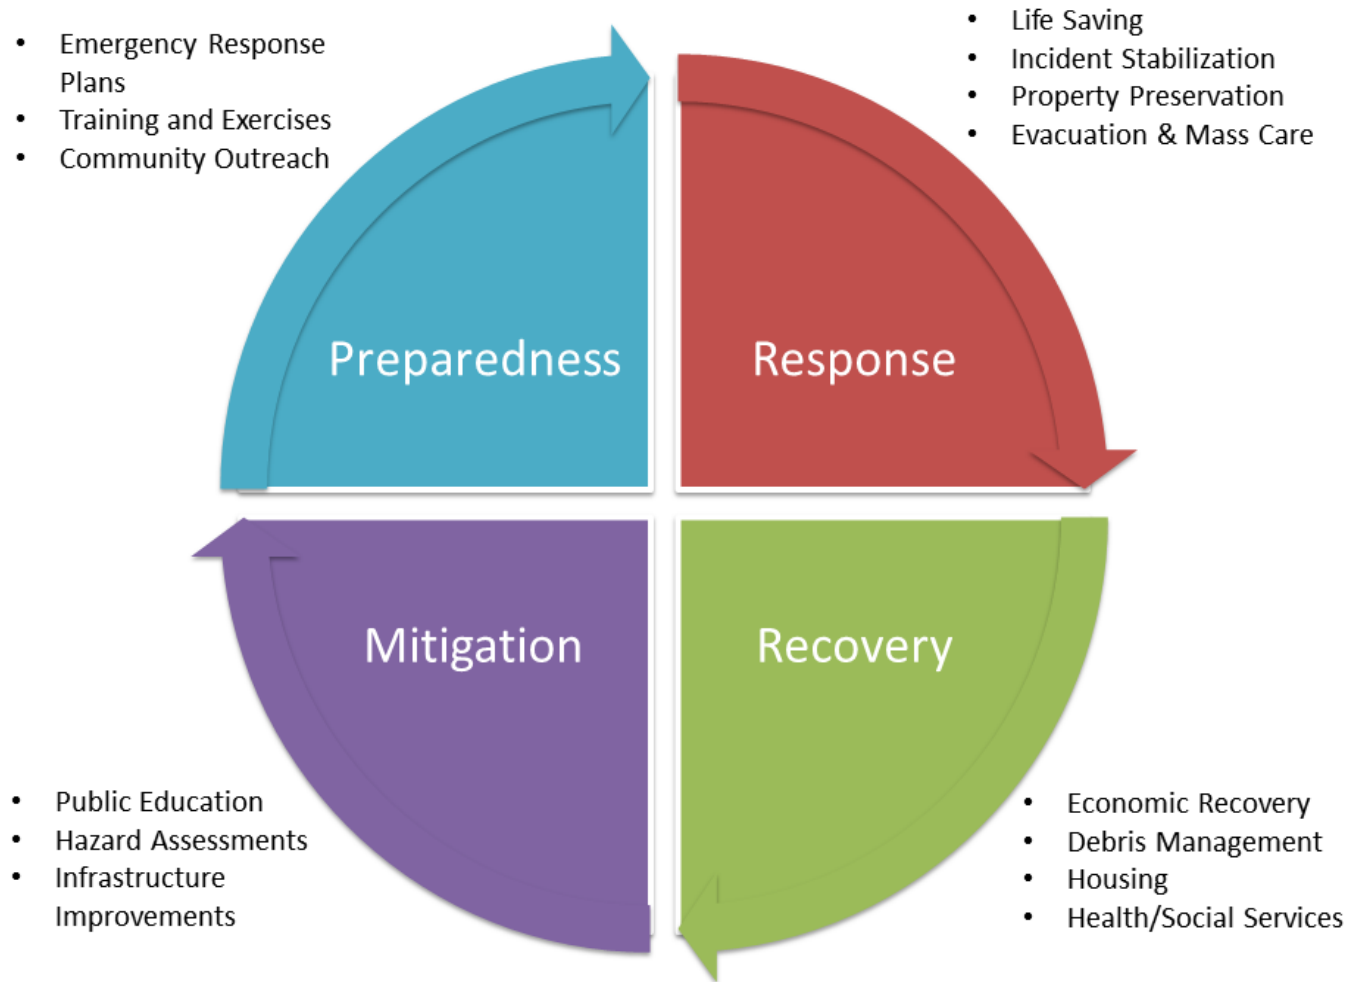 • Emergency Response
Plans
• Training and Exercises
• Community Outreach
• Life Saving
• Incident Stabilization
• Property Preservation
• Evacuation & Mass Care
Preparedness
Response
Mitigation
Recovery
• Public Education
• Hazard Assessments
• Infrastructure
Improvements
• Economic Recovery
• Debris Management
• Housing
• Health/Social Services